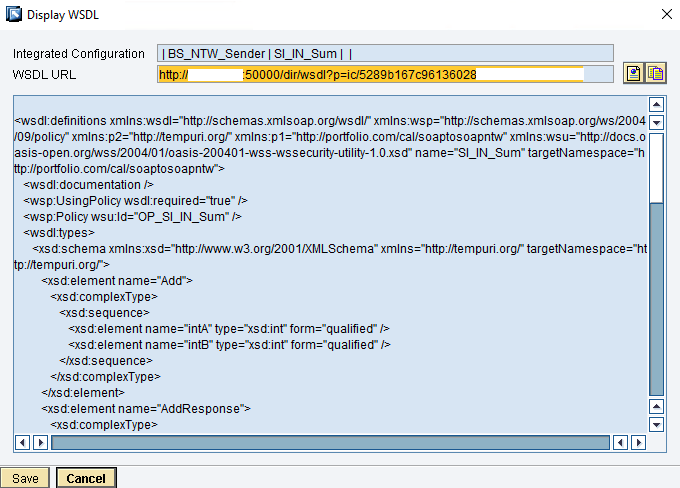 Display WSDL
Integrated Configuration | BS_NTW_Sender | SI_IN_Sum | |
WSDL URL http:// :50000/dir/wsdl?p=ic/5289b167c96136028
<wsdl:definitions xmlns:wsdl="http://schemas.xmlsoap.org/wsdl/" xmlns:wsp="http://schemas.xmlsoap.org/ws/2004
/09/policy" xmlns:p2="http://tempuri.org/" xmlns:p1="http://portfolio.com/cal/soaptosoapntw" xmlns:wsu="http://docs.o
asis-open.org/wss/2004/01/oasis-200401-wss-wssecurity-utility-1.0.xsd" name="SI_IN_Sum" targetNamespace="h
ttp://portfolio.com/cal/soaptosoapntw">
<wsdl:documentation />
<wsp:UsingPolicy wsdl:required="true" />
<wsp:Policy wsu:Id="OP_SI_IN_Sum" />
<wsdl:types>
<xsd:schema xmlns:xsd="http://www.w3.org/2001/XMLSchema" xmlns="http://tempuri.org/" targetNamespace="ht
tp://tempuri.org/">
<xsd:element name="Add">
<xsd:complexType>
<xsd:sequence>
<xsd:element name="intA" type="xsd:int" form="qualified" />
<xsd:element name="intB" type="xsd:int" form="qualified" />
</xsd:sequence>
</xsd:complexType>
</xsd:element>
<xsd:element name="AddResponse">
<xsd:complexType>
Save Cancel